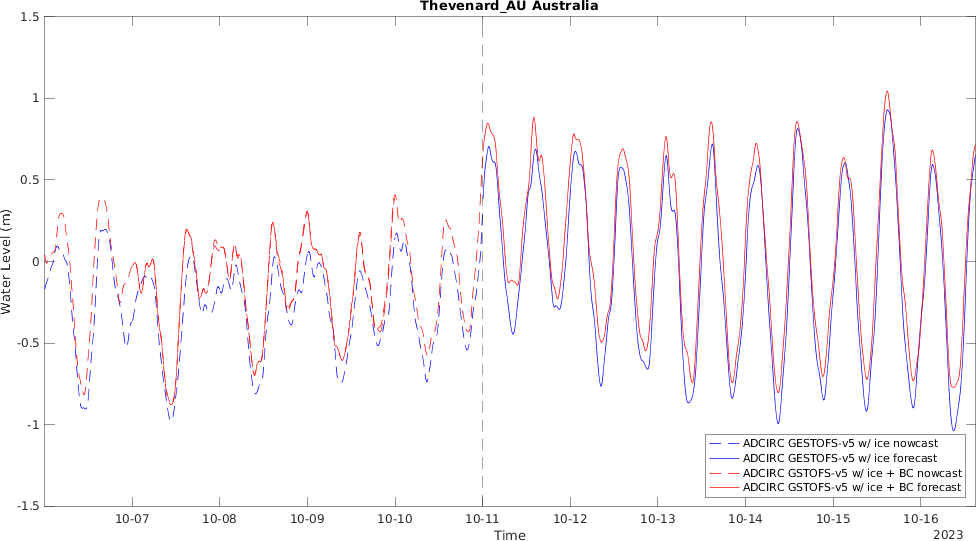 Thevenard_AU Australia
1.5
1
0.5
0
-0.5
-1
-1.5
Water Level (m)
ADCIRC GESTOFS-v5 w/ ice nowcast
ADCIRC GESTOFS-v5 w/ ice forecast
ADCIRC GSTOFS-v5 w/ ice + BC nowcast
ADCIRC GSTOFS-v5 w/ ice + BC forecast
10-07 10-08 10-09 10-10 10-11 10-12 10-13 10-14 10-15 10-16
Time
2023